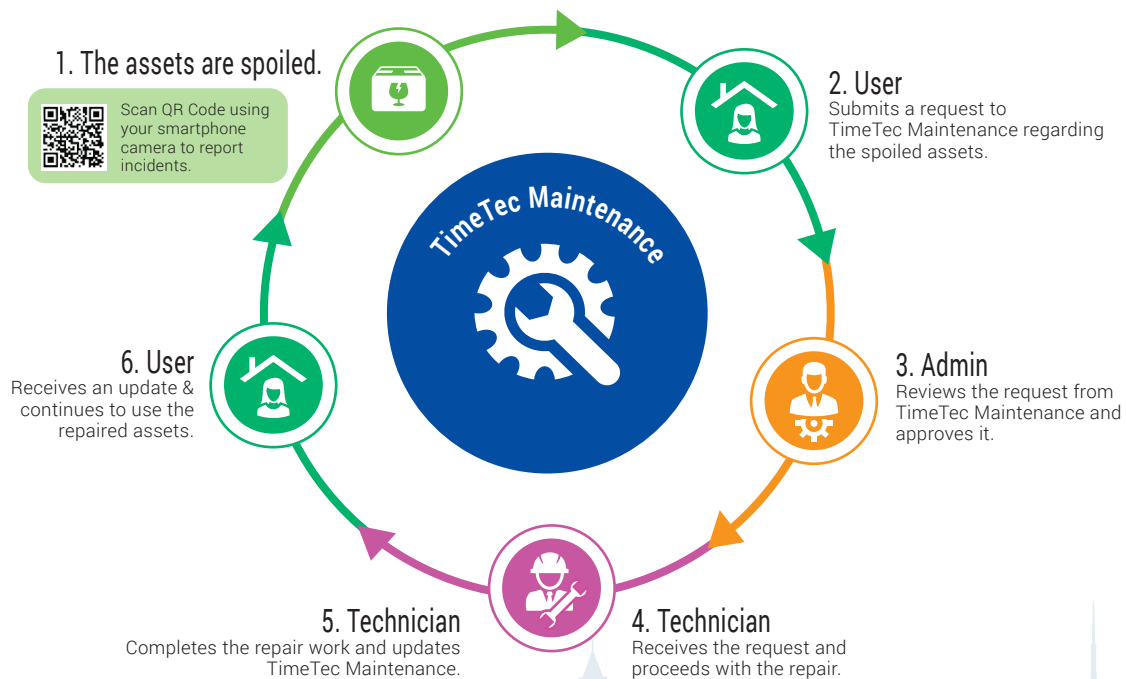 1. The assets are spoiled.
Scan QR Code using
your smartphone
camera to report
incidents.
2. User
Submits a request to
TimeTec Maintenance regarding
the spoiled assets.
TimeTec Maintenance
3. Admin
Reviews the request from
TimeTec Maintenance and
approves it.
4. Technician
Receives the request and
proceeds with the repair.
5. Technician
Completes the repair work and updates
TimeTec Maintenance.
6. User
Receives an update &
continues to use the
repaired assets.